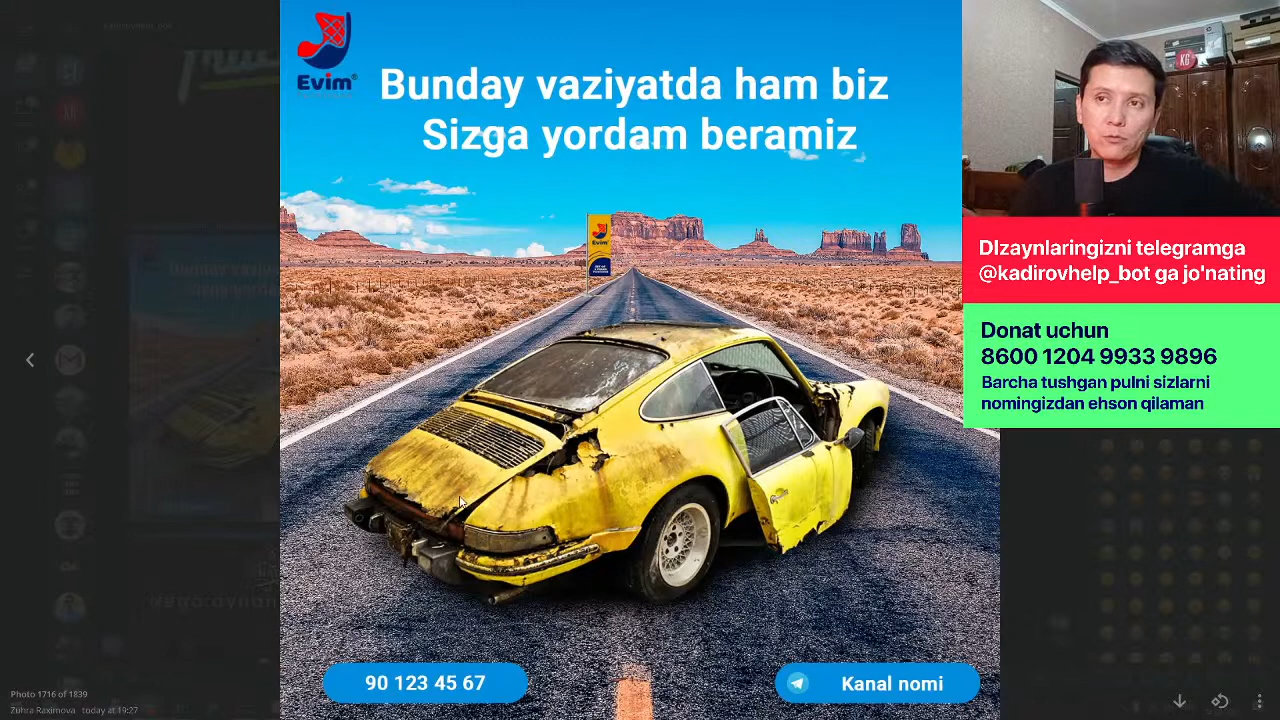 Evim®
Bunday vaziyatda ham biz
Sizga yordam beramiz
Evim
90 123 45 67
Kanal nomi
KG
DIzaynlaringizni telegramga
@kadirovhelp_bot ga jo'nating
Donat uchun
8600 1204 9933 9896
Barcha tushgan pulni sizlarni
nomingizdan ehson qilaman
Photo 1716 of 1839
Zuhra Raximova today at 19:27